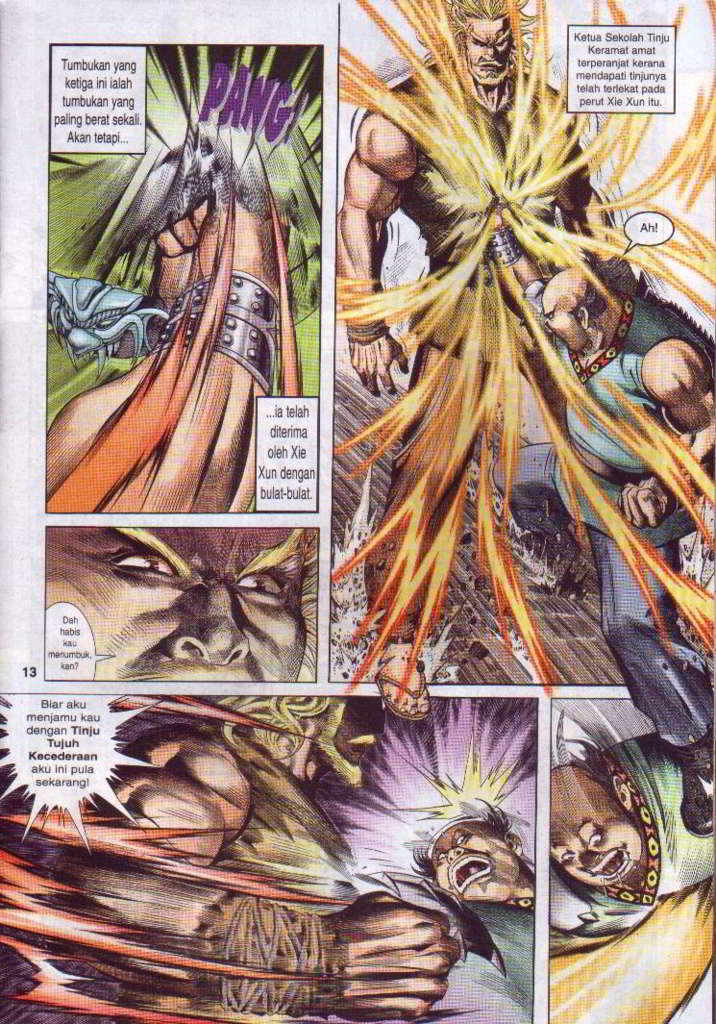 Tumbukan yang
ketiga ini ialah
tumbukan yang
paling berat sekali.
Akan tetapi...
PANG!
...ia telah
diterima
oleh Xie
Xun dengan
bulat-bulat.
Ketua Sekolah Tinju
Keramat amat
terperanjat kerana
mendapati tinjunya
telah terlekat pada
perut Xie Xun itu.
Ah!
Dah
habis
kau
menumbuk,
kan?
13
Biar aku
menjamu kau
dengan Tinju
Tujuh
Kecederaan
aku ini pula
sekarang!